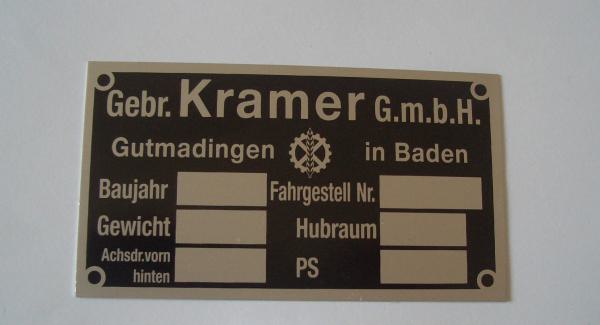 Gebr. Kramer G.m.b.H.
Gutmadingen in Baden
Baujahr Fahrgestell Nr.
Gewicht Hubraum
Achsdr.vorn
hinten PS